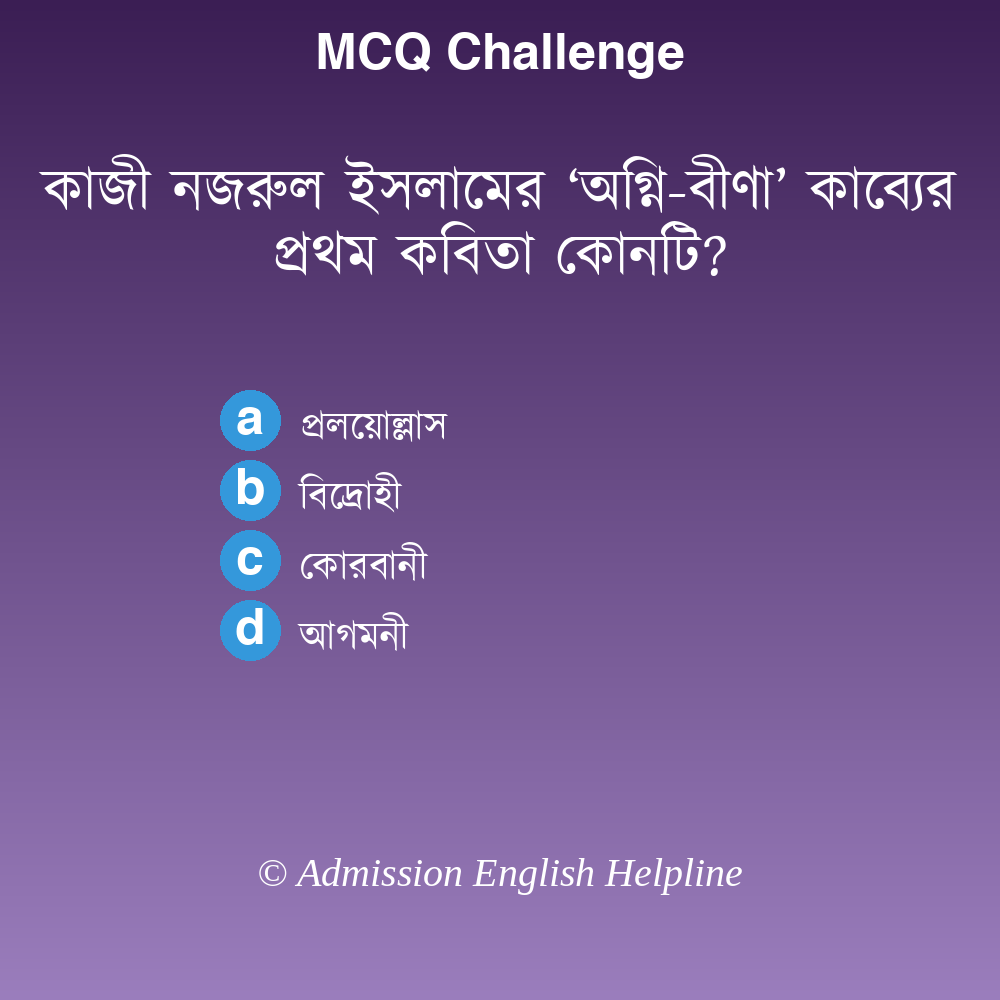 MCQ Challenge
কাজী নজরুল ইসলামের ‘অগ্নি-বীণা’ কাব্যের
প্রথম কবিতা কোনটি?
a প্রলয়োল্লাস
b বিদ্রোহী
c কোরবানী
d আগমনী
© Admission English Helpline